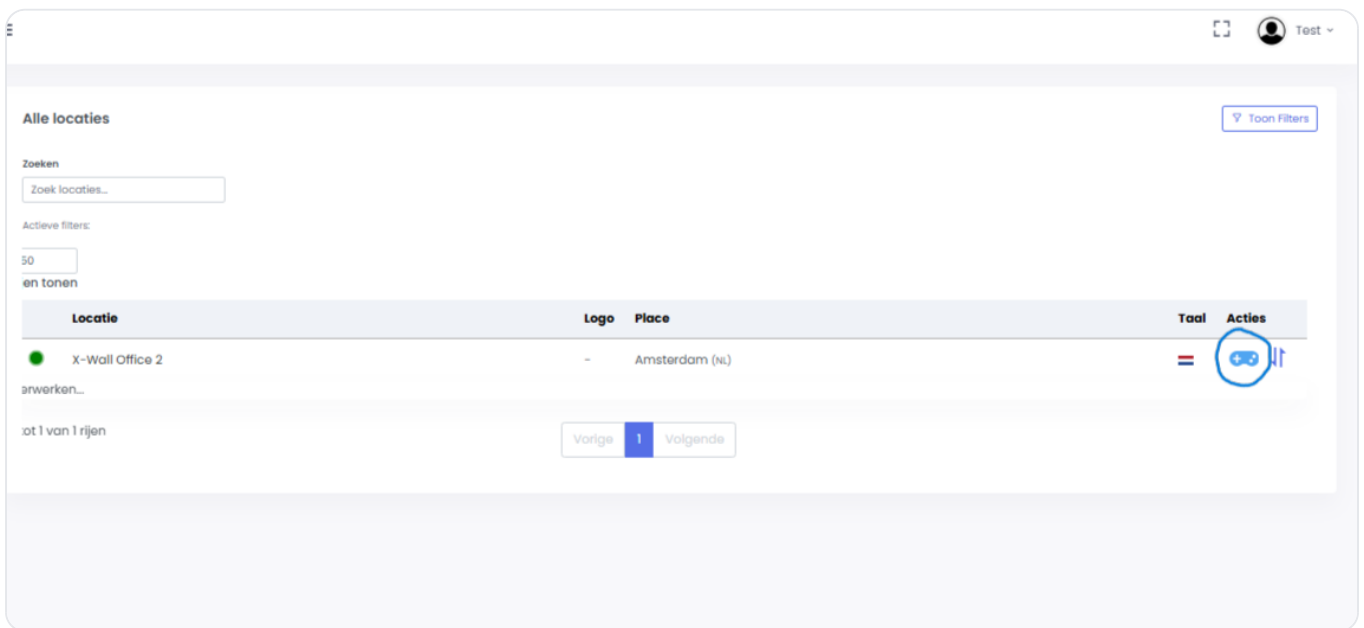 Test
Alle locaties
Toon Filters
Zoeken
Zoek locaties...
Actieve filters:
50
en tonen
Locatie Logo Place Taal Acties
X-Wall Office 2 - Amsterdam (NL)
erwerken...
tot 1 van 1 rijen
Vorige 1 Volgende